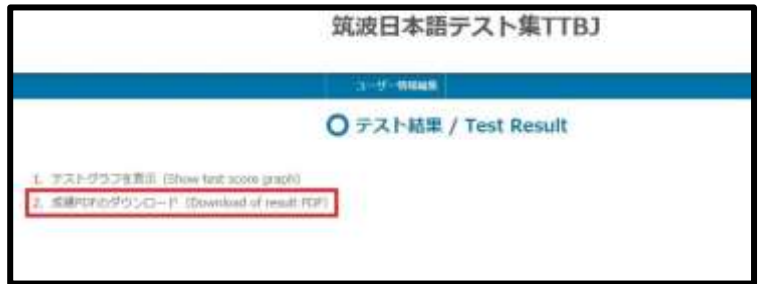 筑波日本語テスト集TTBJ
ユーザー情報編集
テスト結果 / Test Result
1. テストグラフを表示 (Show test score graph)
2. 成績PDFのダウンロード (Download of result PDF)